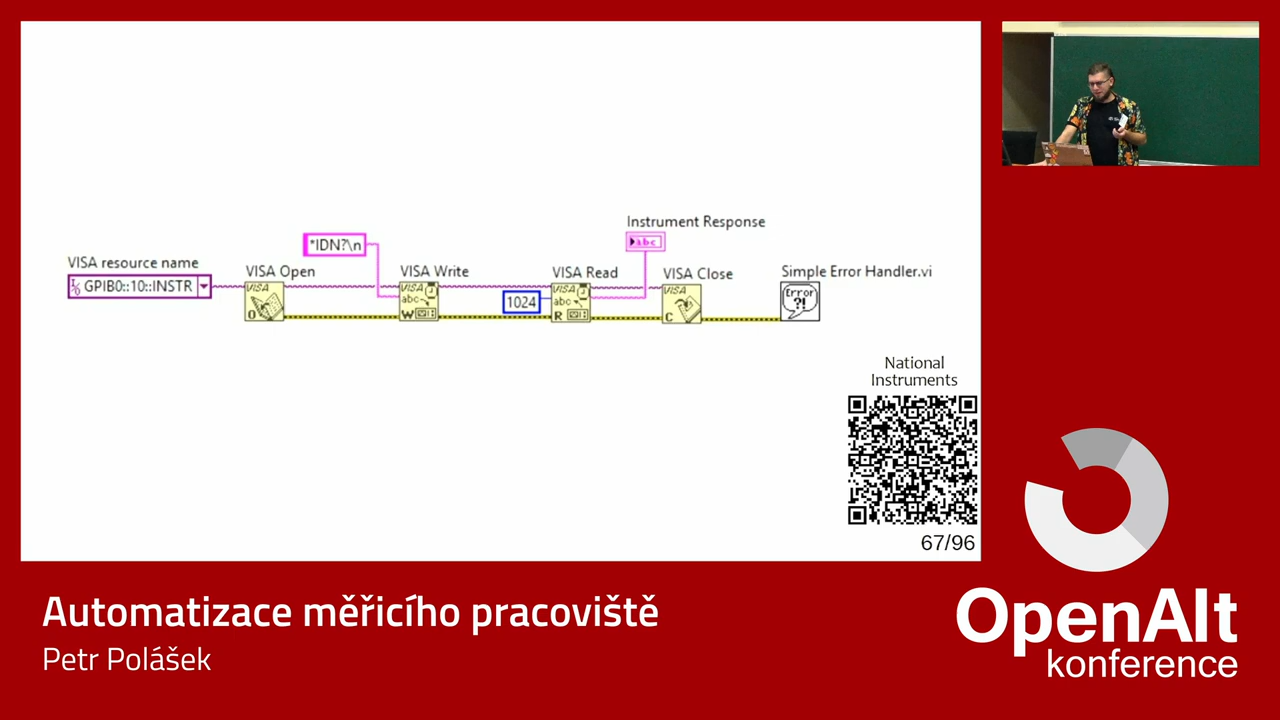 Instrument Response
*IDN?\n
abc
VISA resource name
VISA Open
VISA Write
VISA Read
VISA Close
Simple Error Handler.vi
I/O GPIB0::10::INSTR
VISA
O
VISA
abc
W
1024
VISA
abc
R
VISA
C
Error
?!
National
Instruments
67/96
Automatizace měřicího pracoviště
Petr Polášek
OpenAlt
konference